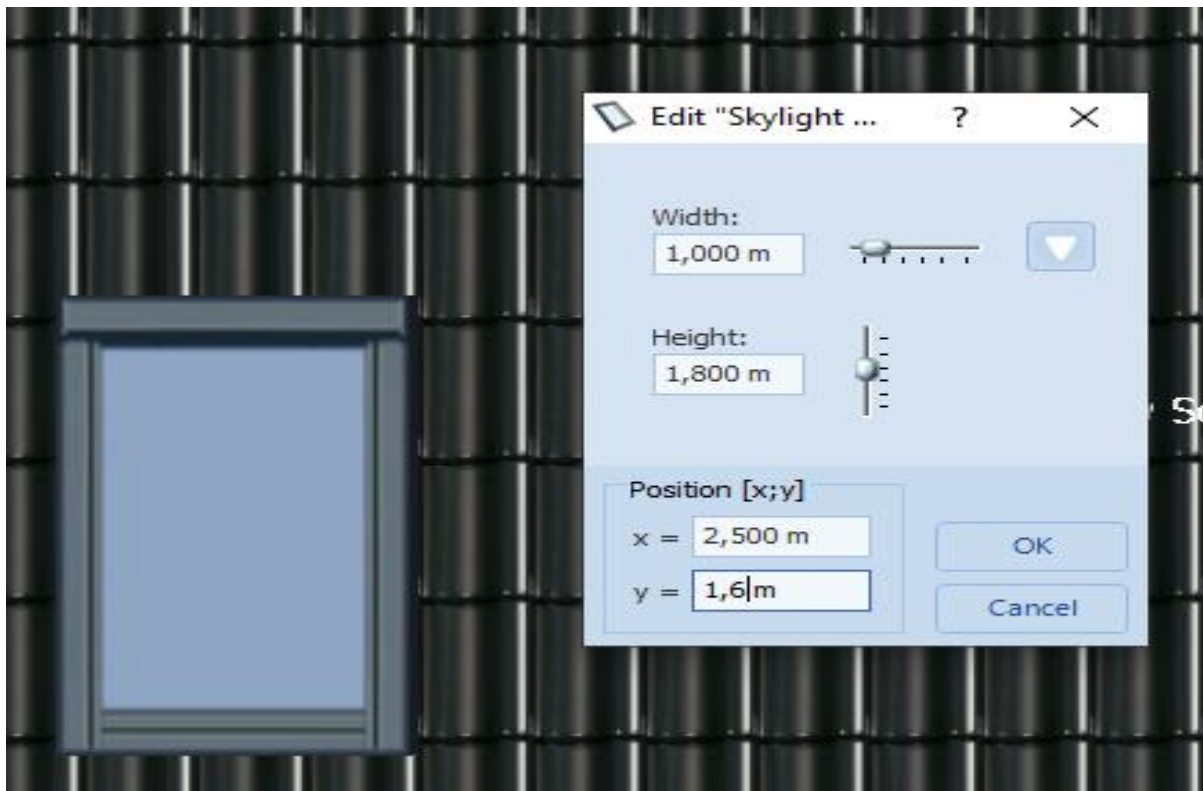 Edit "Skylight ... ?
Width:
1,000 m
Height:
1,800 m
Position [x;y]
x = 2,500 m
y = 1,6 m
OK
Cancel